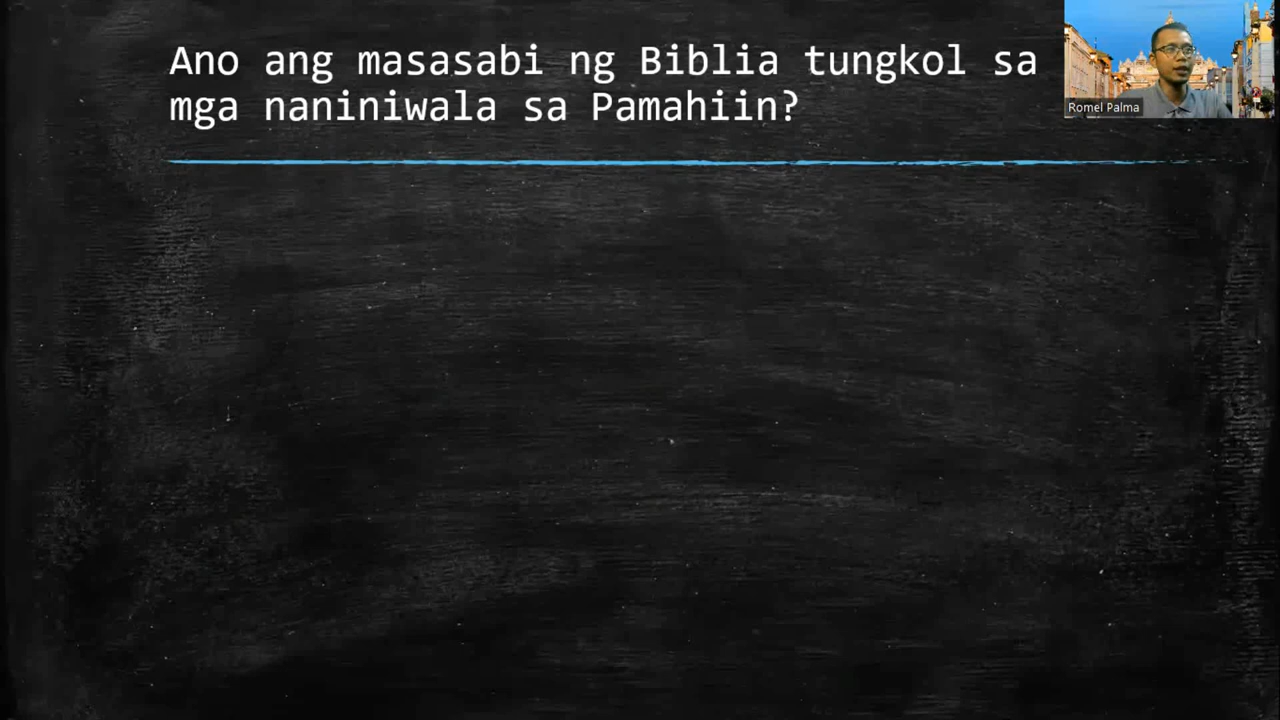 Ano ang masasabi ng Biblia tungkol sa
mga naniniwala sa Pamahiin?
Romel Palma